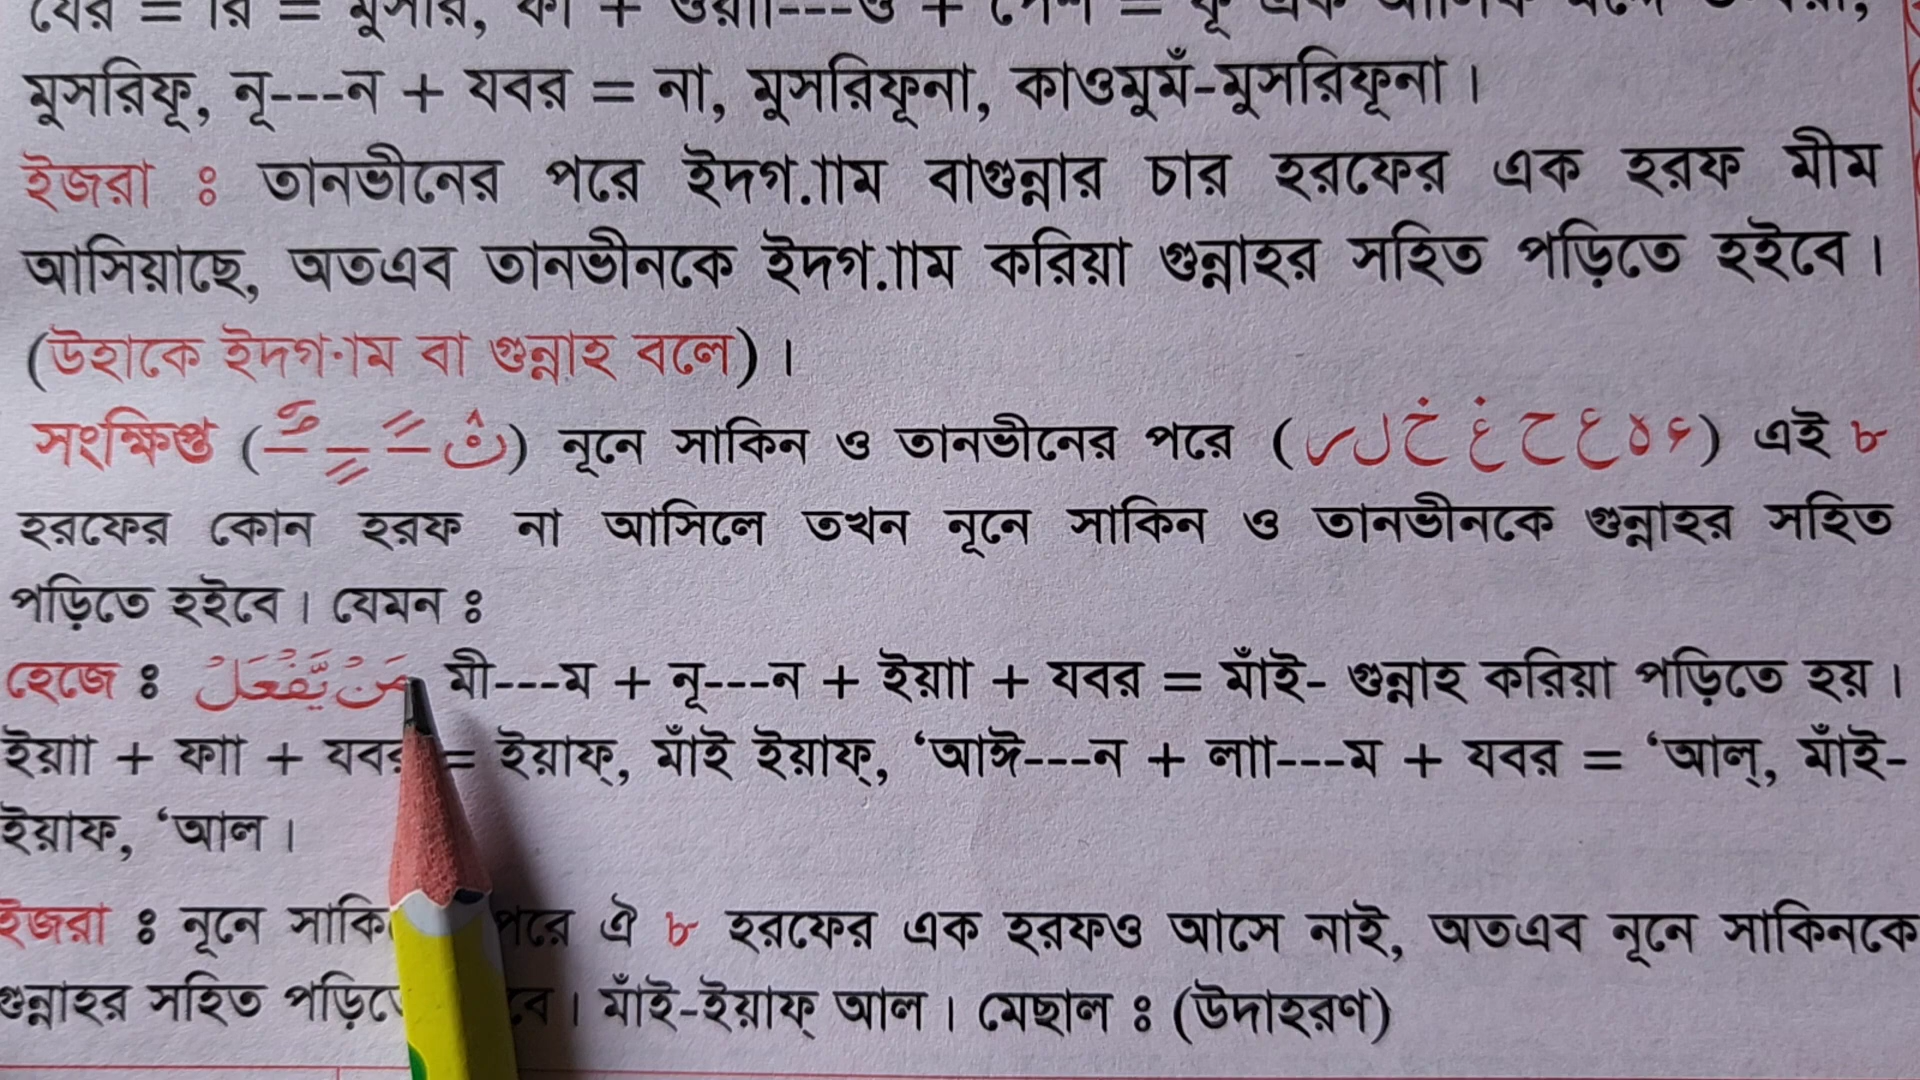 মুসরিফূ, নূ---ন + যবর = না, মুসরিফূনা, কাওমুমঁ-মুসরিফূনা ।
ইজরা ঃ তানভীনের পরে ইদগ.াাম বাগুন্নার চার হরফের এক হরফ মীম
আসিয়াছে, অতএব তানভীনকে ইদগ.াাম করিয়া গুন্নাহর সহিত পড়িতে হইবে ।
(উহাকে ইদগ·াম বা গুন্নাহ বলে) ।
সংক্ষিপ্ত ( نْ ) নূনে সাকিন ও তানভীনের পরে (ء ه ع ح غ خ ل ر) এই ৮
হরফের কোন হরফ না আসিলে তখন নূনে সাকিন ও তানভীনকে গুন্নাহর সহিত
পড়িতে হইবে । যেমন ঃ
হেজে ঃ مَنْ يَّفْعَلْ মী---ম + নূ---ন + ইয়াা + যবর = মাঁই- গুন্নাহ করিয়া পড়িতে হয় ।
ইয়াা + ফাা + যবর = ইয়াফ্, মাঁই ইয়াফ্, ‘আঈ---ন + লাা---ম + যবর = ‘আল্, মাঁই-
ইয়াফ, ‘আল ।
ইজরা ঃ নূনে পরে ঐ ৮ হরফের এক হরফও আসে নাই, অতএব নূনে সাকিনকে
গুন্নাহর সহিত । মাঁই-ইয়াফ্ আল । মেছাল ঃ (উদাহরণ)